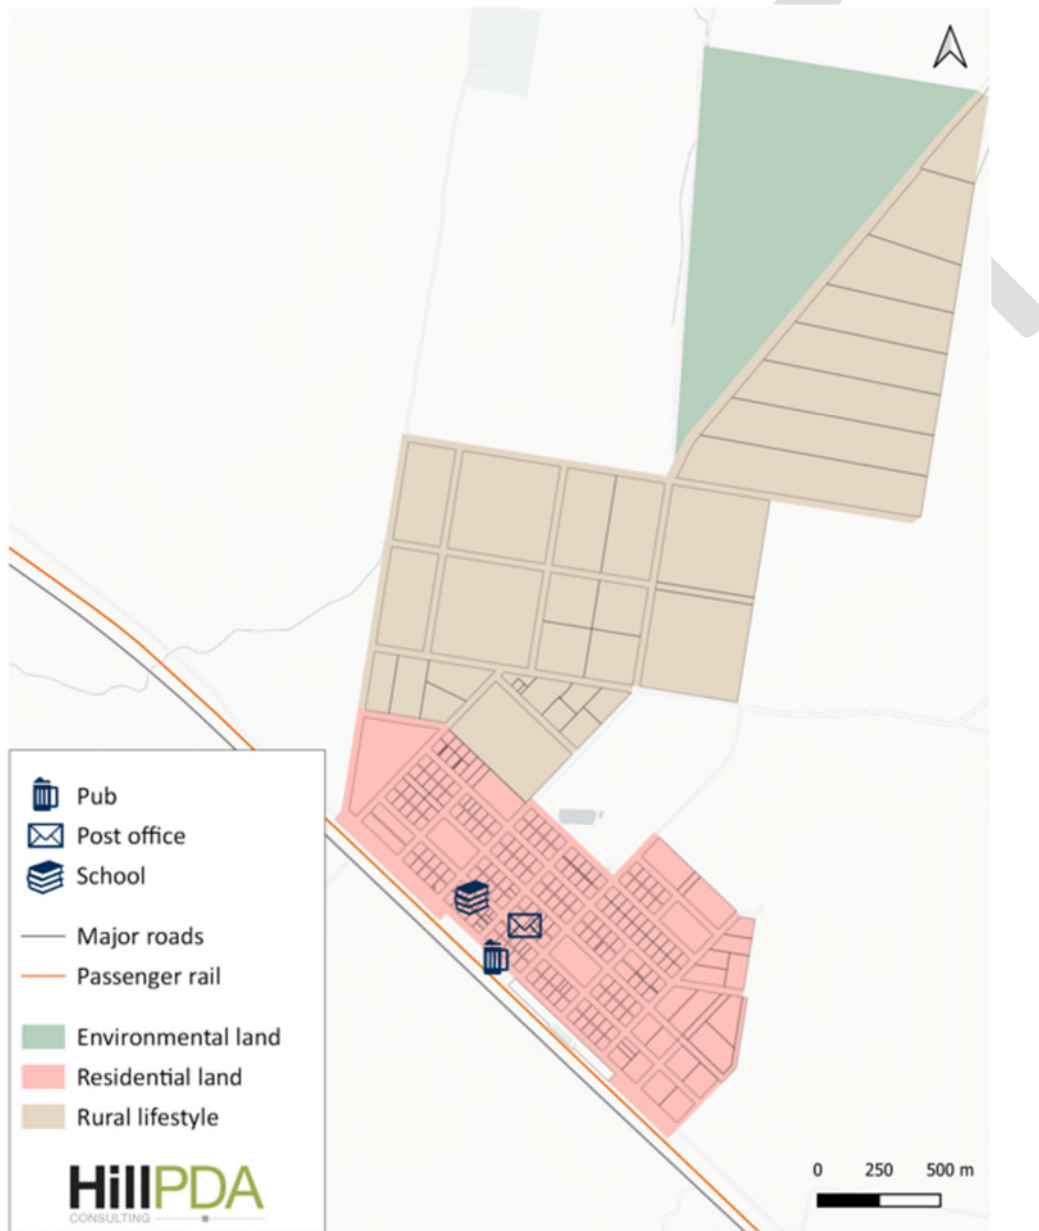 Pub
Post office
School
Major roads
Passenger rail
Environmental land
Residential land
Rural lifestyle
HillPDA
CONSULTING
0 250 500 m